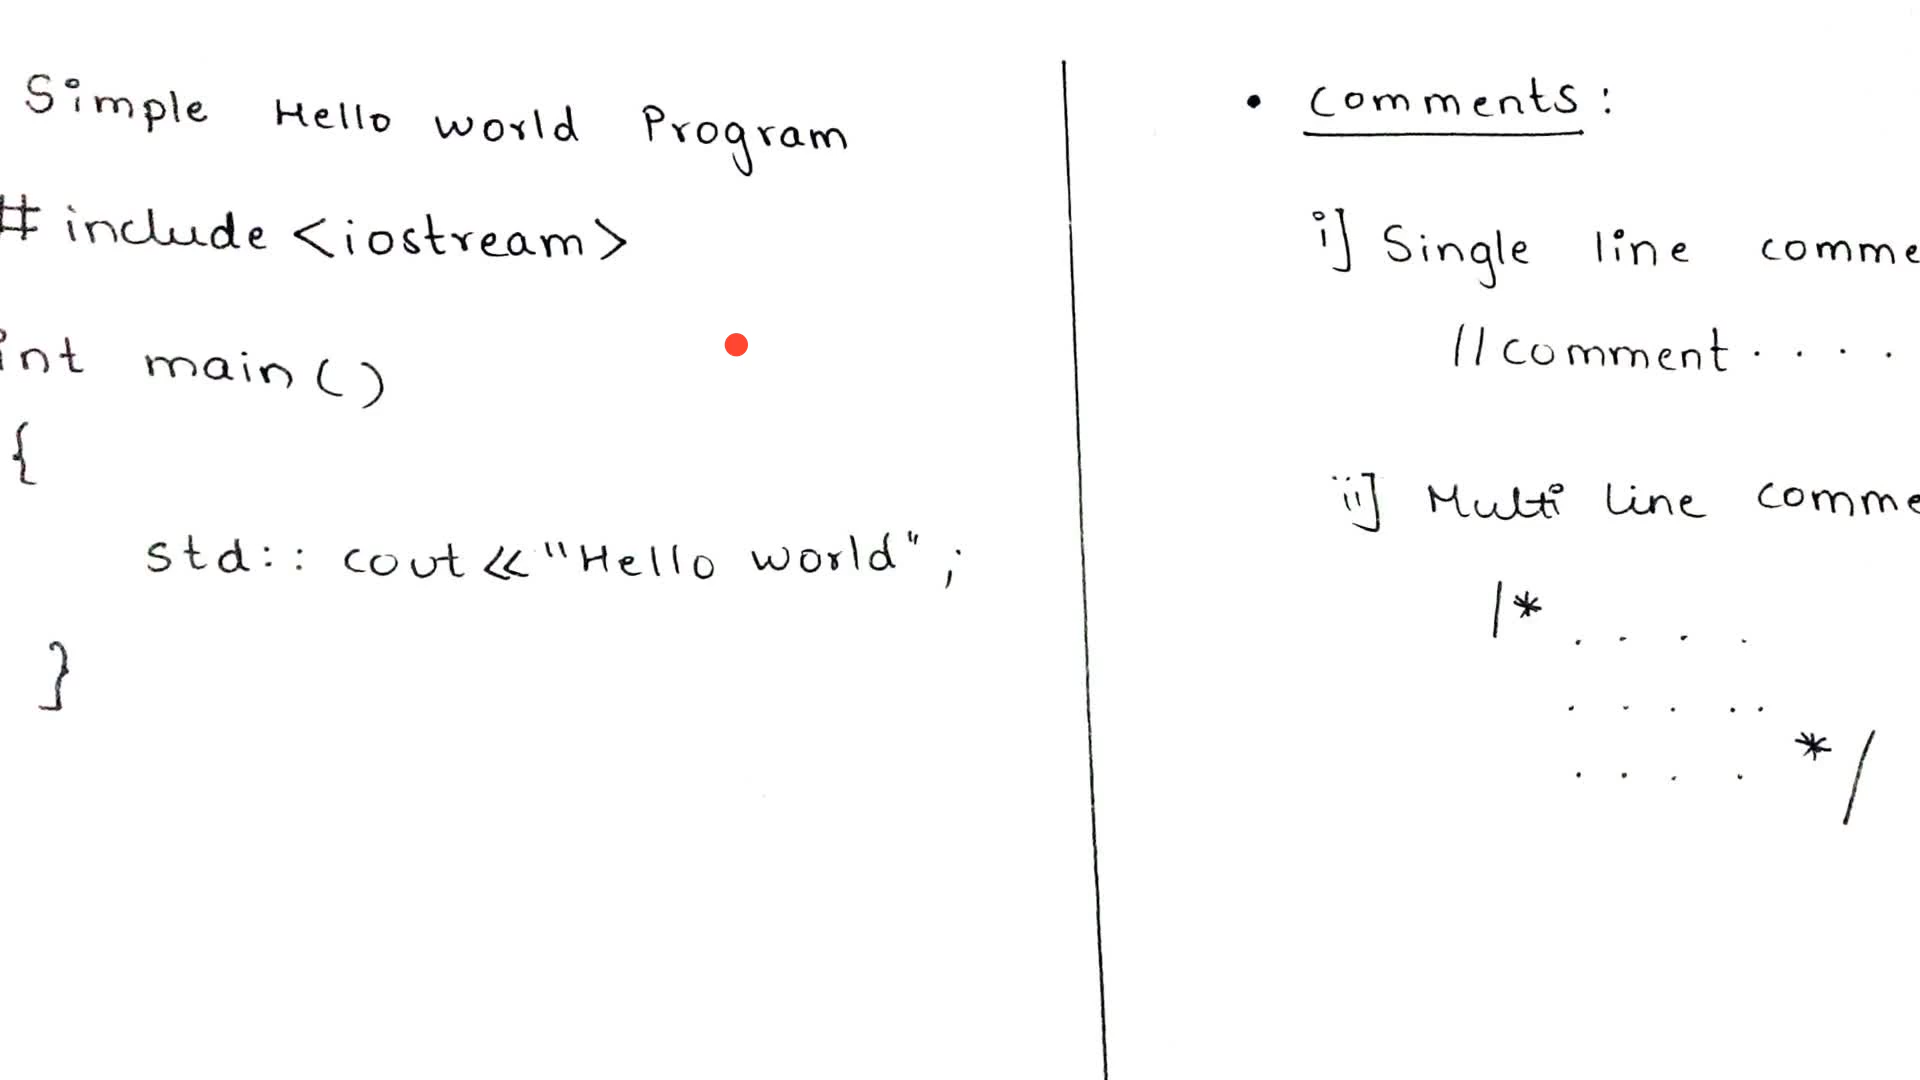 Simple Hello world Program
# include <iostream>
int main()
{
std:: cout << "Hello world";
}
• comments:
i] Single line comme
//comment . . . .
ii] Multi line comme
/* . . . .
. . . . .
. . . . */